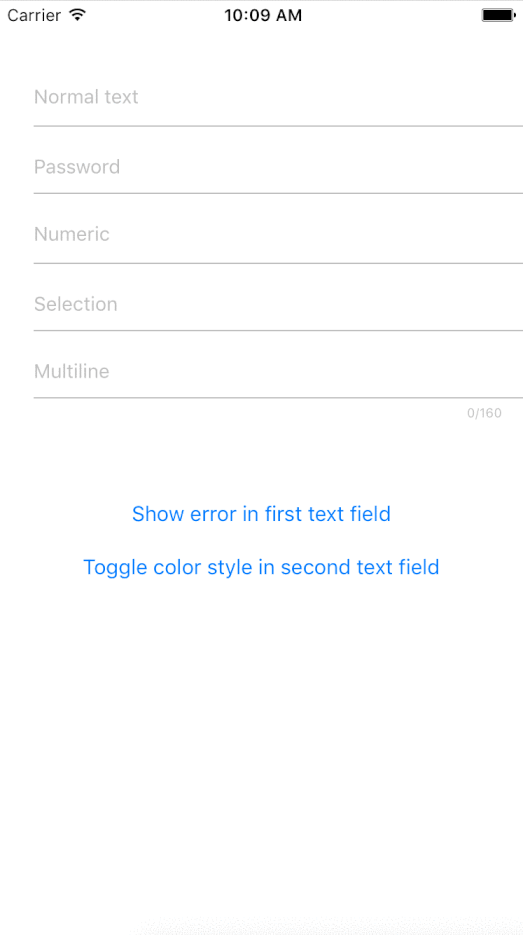 Carrier 10:09 AM
Normal text
Password
Numeric
Selection
Multiline
0/160
Show error in first text field
Toggle color style in second text field